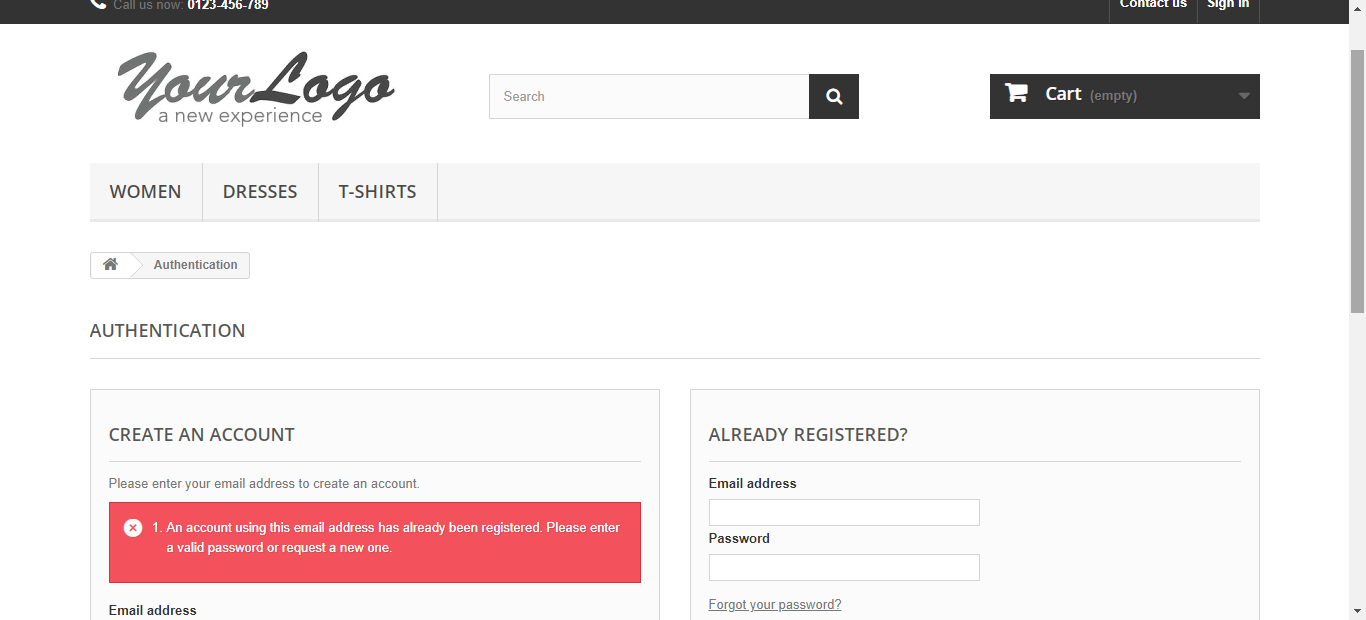 Call us now: 0123-456-789
Contact us
Sign in
Your Logo
a new experience
Search
Cart (empty)
WOMEN
DRESSES
T-SHIRTS
Authentication
AUTHENTICATION
CREATE AN ACCOUNT
Please enter your email address to create an account.
1. An account using this email address has already been registered. Please enter
a valid password or request a new one.
Email address
ALREADY REGISTERED?
Email address
Password
Forgot your password?